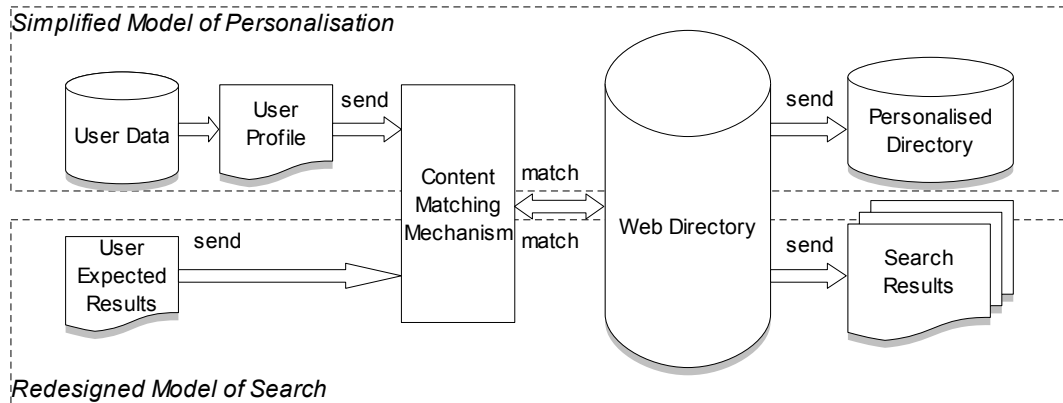 Simplified Model of Personalisation
User Data
User
Profile
send
Content
Matching
Mechanism
match
match
Web Directory
send
Personalised
Directory
User
Expected
Results
send
send
Search
Results
Redesigned Model of Search